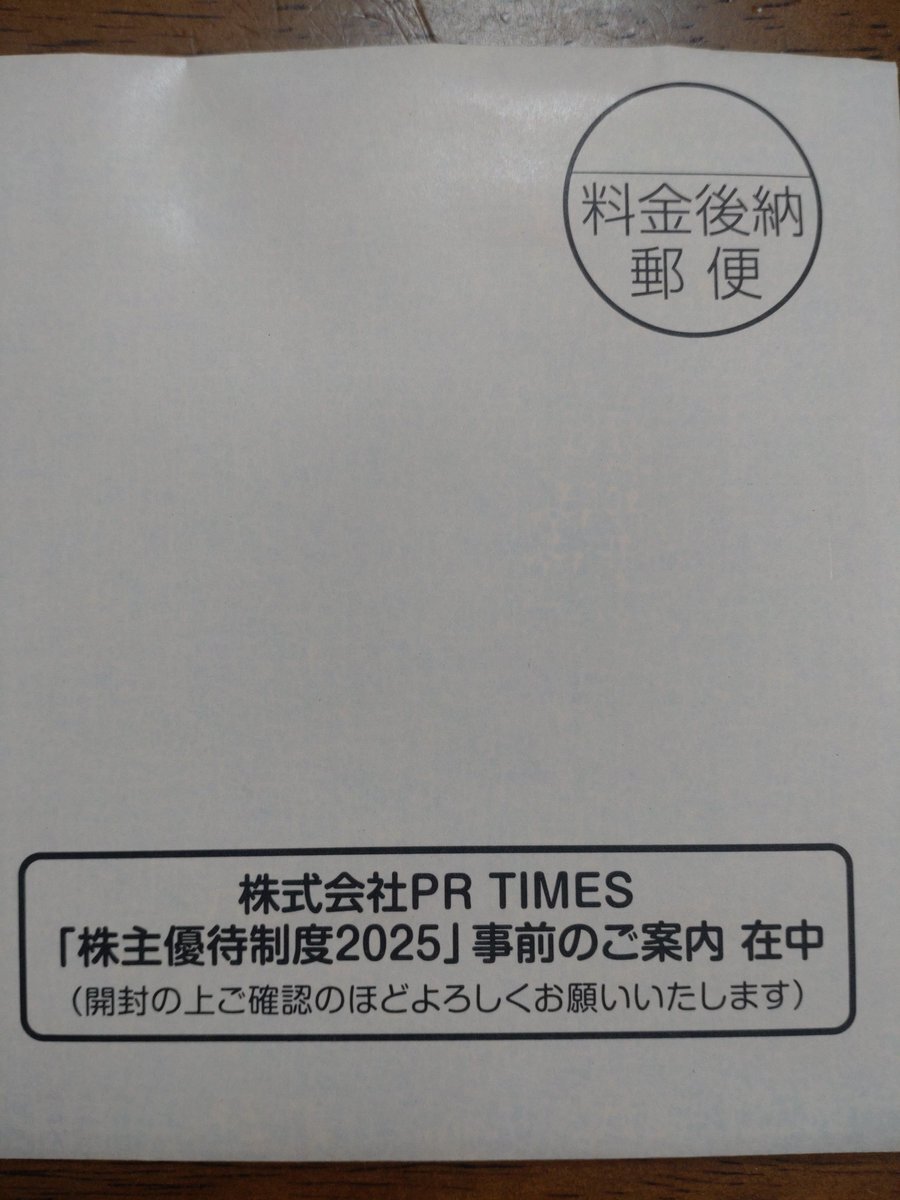 料金後納
郵便
株式会社PR TIMES
「株主優待制度2025」事前のご案内 在中
（開封の上ご確認のほどよろしくお願いいたします）